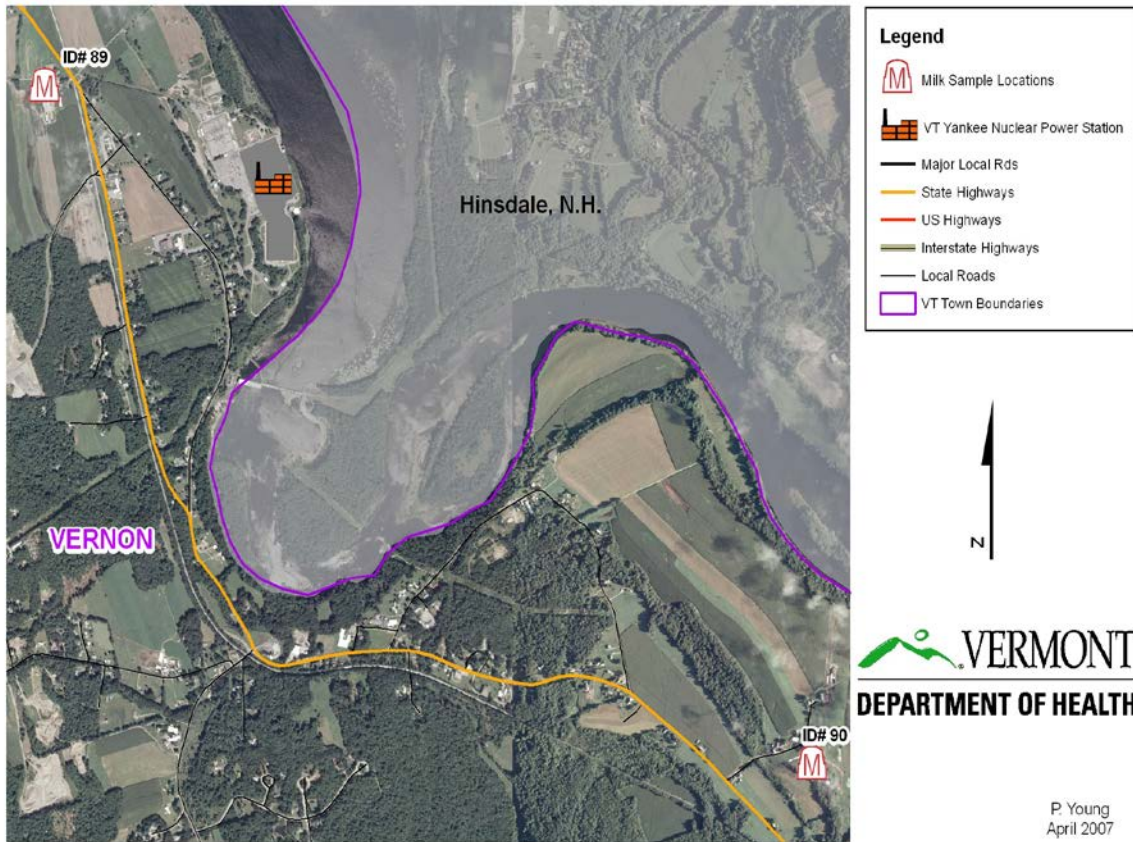 ID# 89
M
Hinsdale, N.H.
VERNON
ID# 90
M
Legend
M Milk Sample Locations
VT Yankee Nuclear Power Station
Major Local Rds
State Highways
US Highways
Interstate Highways
Local Roads
VT Town Boundaries
N
VERMONT
DEPARTMENT OF HEALTH
P. Young
April 2007